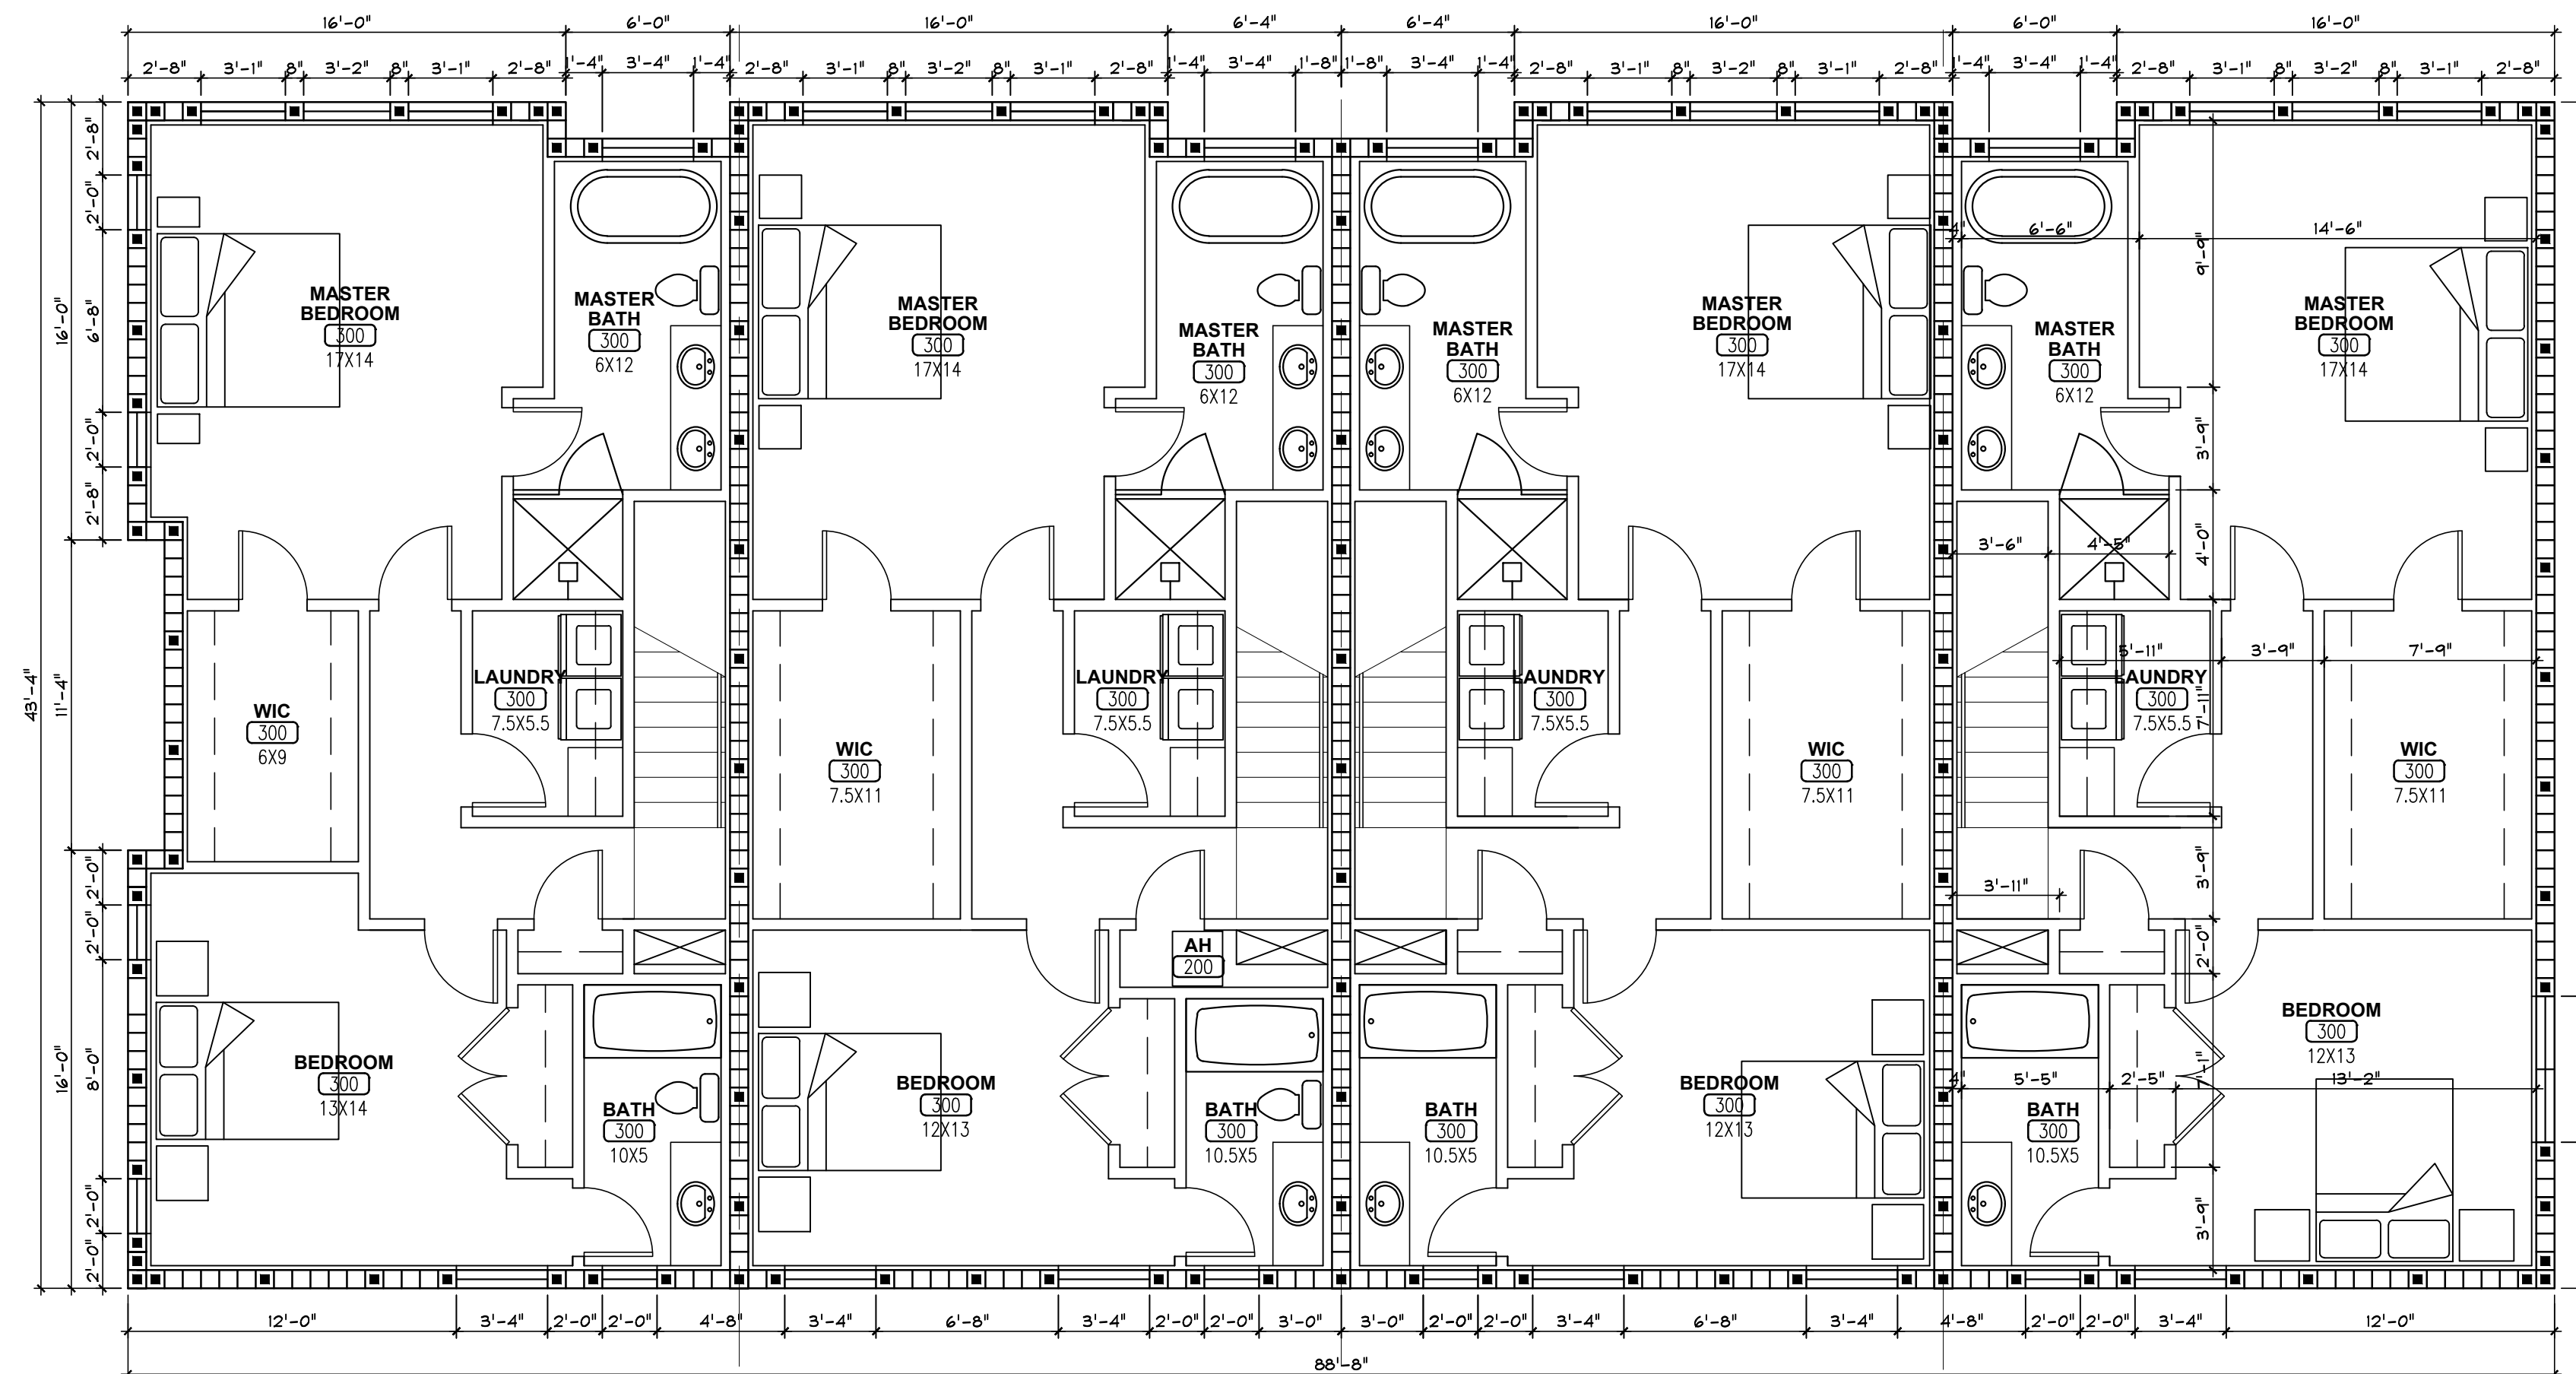 16'-0" 6'-0" 16'-0" 6'-4" 6'-4" 16'-0" 6'-0" 16'-0"
2'-8" 3'-1" 8" 3'-2" 8" 3'-1" 2'-8" 1'-4" 3'-4" 1'-4" 2'-8" 3'-1" 8" 3'-2" 8" 3'-1" 2'-8" 1'-4" 3'-4" 1'-8" 1'-8" 3'-4" 1'-4" 2'-8" 3'-1" 8" 3'-2" 8" 3'-1" 2'-8" 1'-4" 3'-4" 1'-4" 2'-8" 3'-1" 8" 3'-2" 8" 3'-1" 2'-8"
43'-4"
16'-0"
11'-4"
16'-0"
2'-8"
2'-0"
6'-8"
2'-0"
2'-8"
2'-0"
2'-0"
8'-0"
2'-0"
2'-0"
MASTER
BEDROOM
300
17X14
MASTER
BATH
300
6X12
MASTER
BEDROOM
300
17X14
MASTER
BATH
300
6X12
MASTER
BATH
300
6X12
MASTER
BEDROOM
300
17X14
MASTER
BATH
300
6X12
MASTER
BEDROOM
300
17X14
4" 6'-6" 14'-6"
9'-9"
3'-9"
4'-0"
3'-6" 4'-5"
WIC
300
6X9
LAUNDRY
300
7.5X5.5
WIC
300
7.5X11
LAUNDRY
300
7.5X5.5
LAUNDRY
300
7.5X5.5
WIC
300
7.5X11
5'-11" 3'-9" 7'-9"
LAUNDRY
300
7.5X5.5
7'-11"
WIC
300
7.5X11
3'-11"
3'-9"
2'-0"
AH
200
BEDROOM
300
13X14
BATH
300
10X5
BEDROOM
300
12X13
BATH
300
10.5X5
BATH
300
10.5X5
BEDROOM
300
12X13
BEDROOM
300
12X13
4" 5'-5" 2'-5" 13'-2"
7'-1"
BATH
300
10.5X5
3'-9"
12'-0" 3'-4" 2'-0" 2'-0" 4'-8" 3'-4" 6'-8" 3'-4" 2'-0" 2'-0" 3'-0" 3'-0" 2'-0" 2'-0" 3'-4" 6'-8" 3'-4" 4'-8" 2'-0" 2'-0" 3'-4" 12'-0"
88'-8"